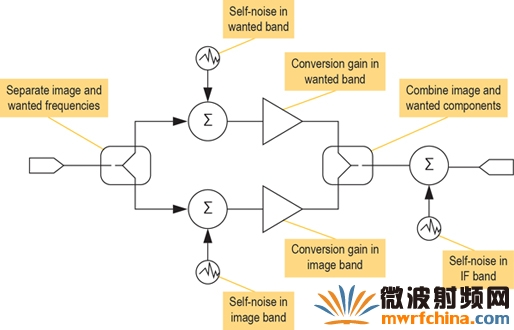 Self-noise in
wanted band
Separate image and
wanted frequencies
Conversion gain in
wanted band
Combine image and
wanted components
Σ
Σ
Σ
Self-noise in
image band
Conversion gain in
image band
Self-noise in
IF band
微波射频网
mwrfchina.com